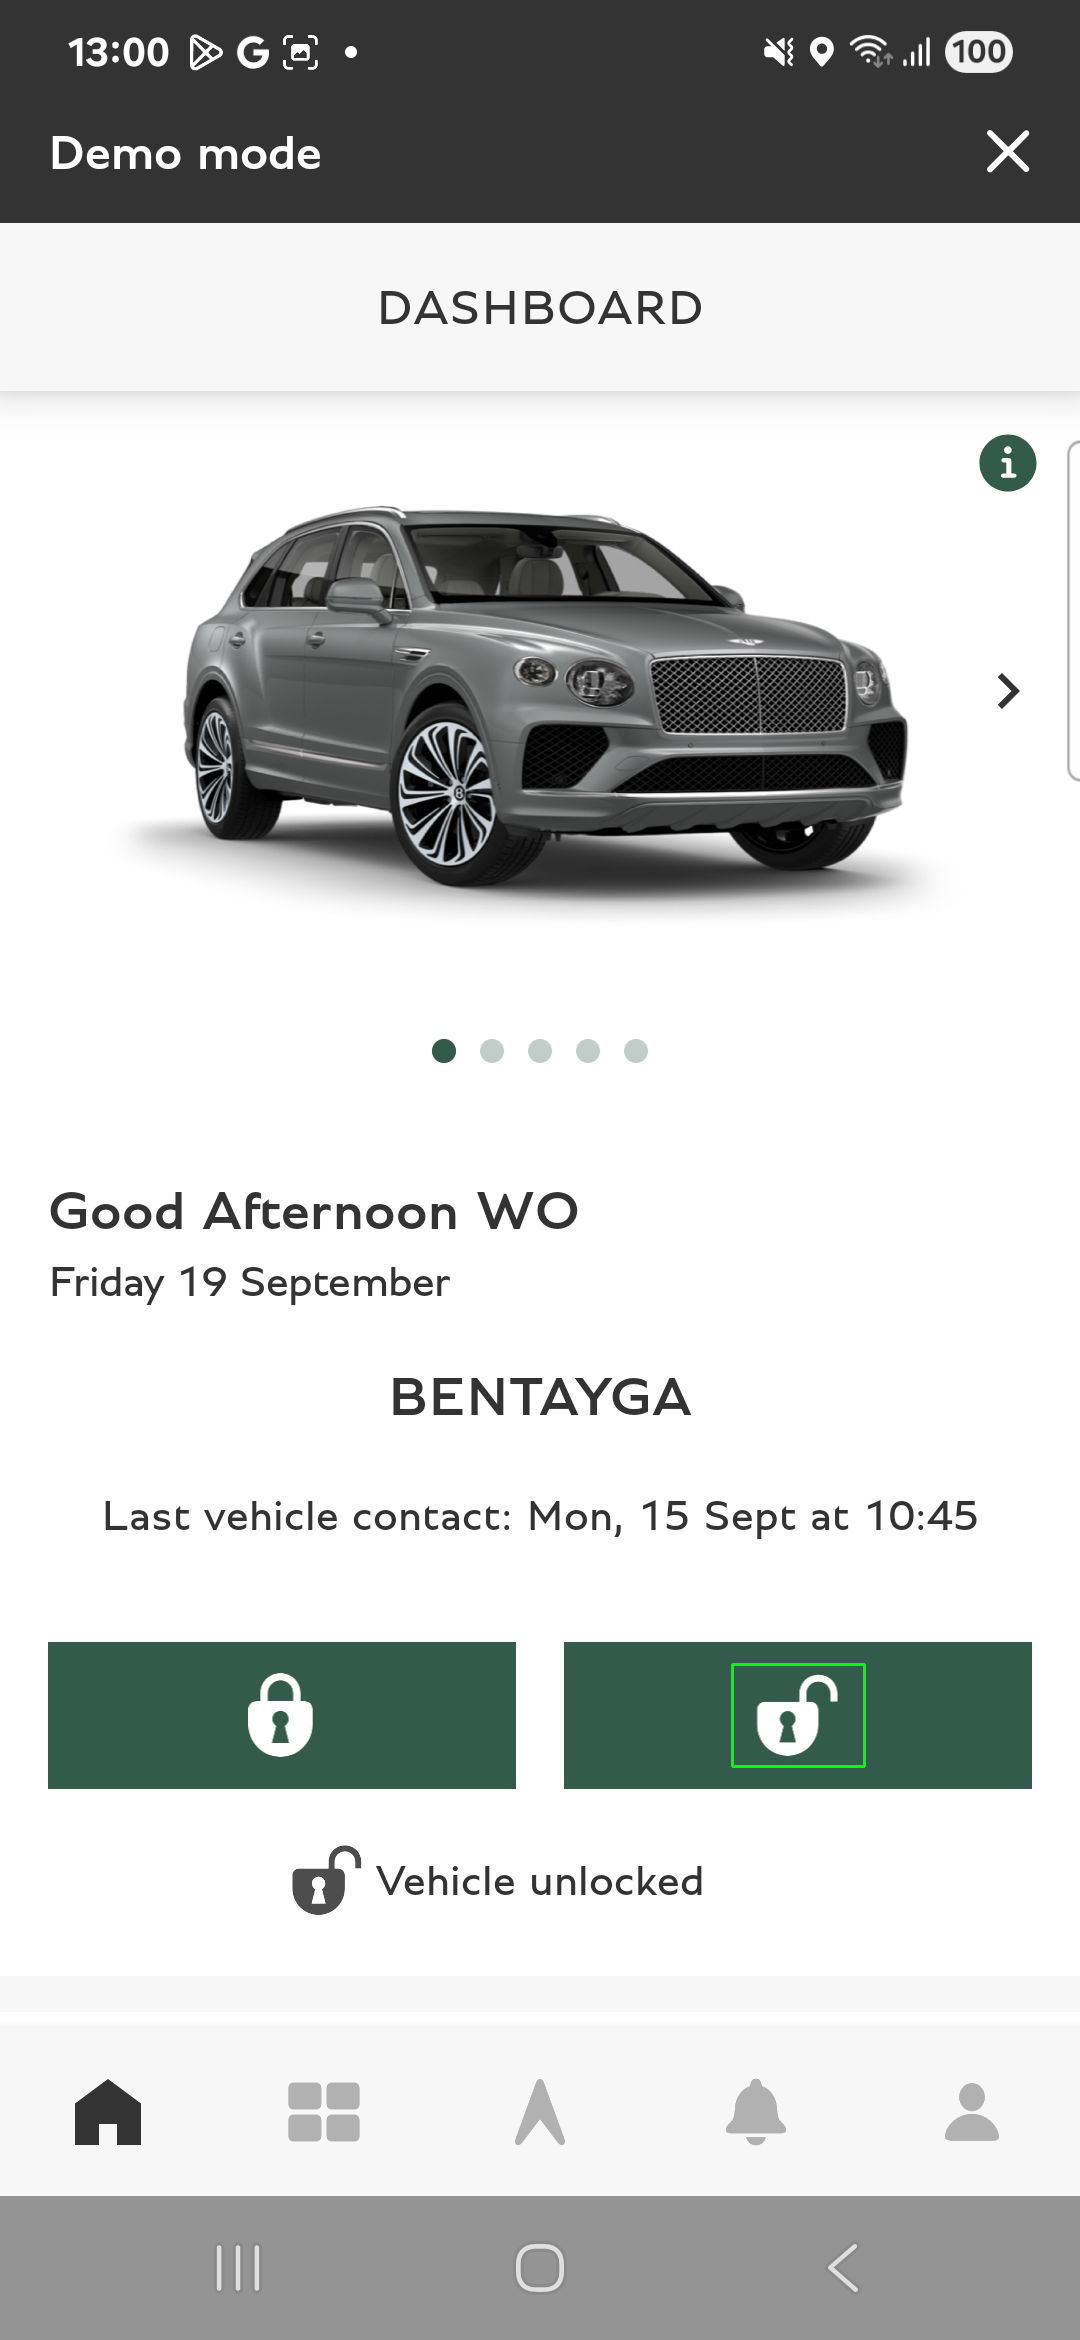 13:00
100
Demo mode
DASHBOARD
Good Afternoon WO
Friday 19 September
BENTAYGA
Last vehicle contact: Mon, 15 Sept at 10:45
Vehicle unlocked